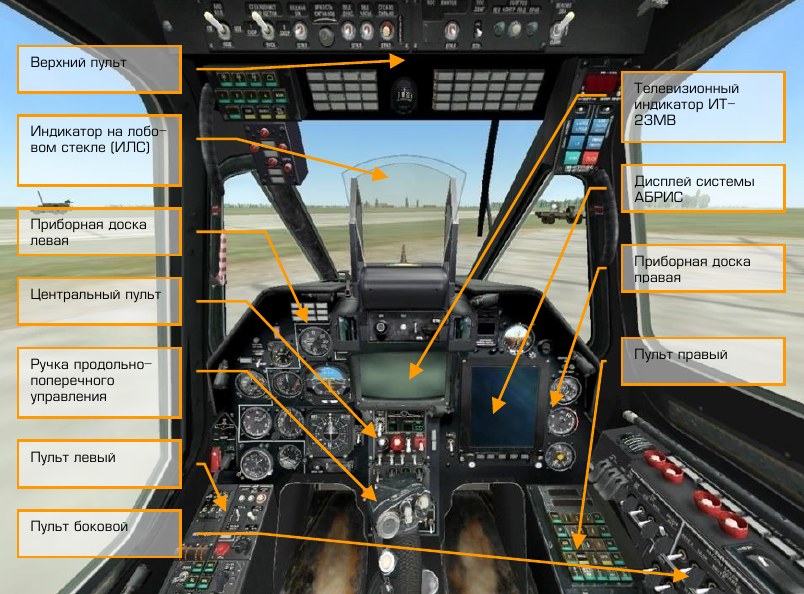 Верхний пульт
Индикатор на лобо-
вом стекле (ИЛС)
Приборная доска
левая
Центральный пульт
Ручка продольно-
поперечного
управления
Пульт левый
Пульт боковой
Телевизионный
индикатор ИТ-
23МВ
Дисплей системы
АБРИС
Приборная доска
правая
Пульт правый